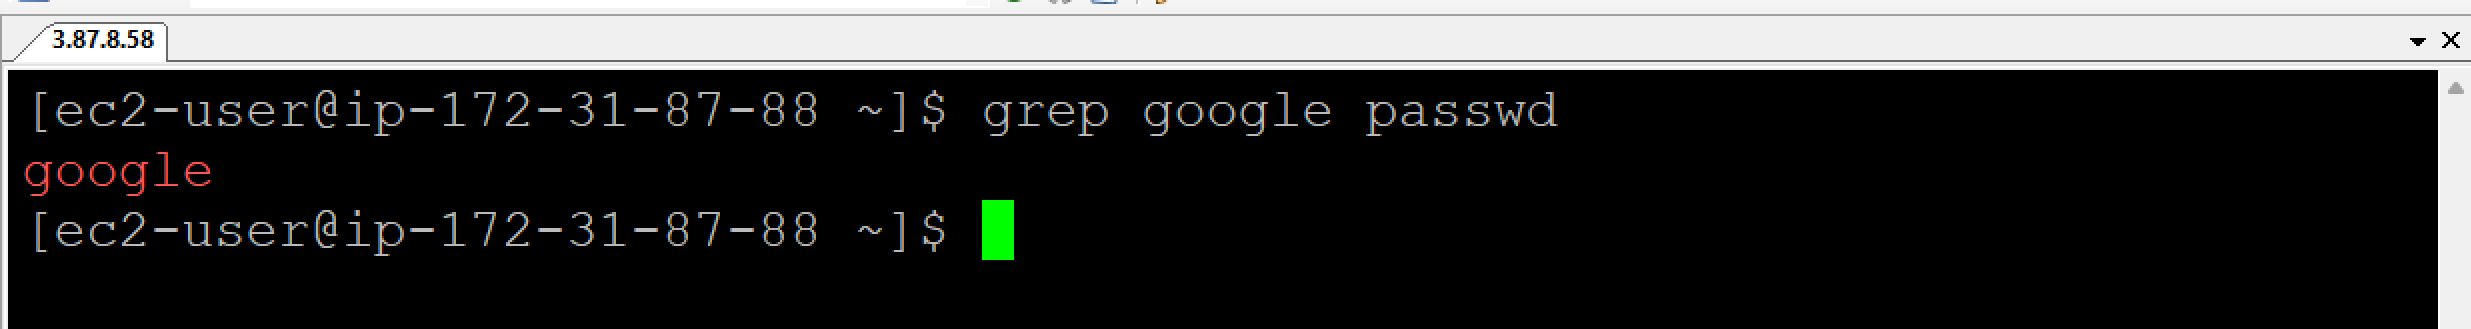 3.87.8.58
[ec2-user@ip-172-31-87-88 ~]$ grep google passwd
google
[ec2-user@ip-172-31-87-88 ~]$